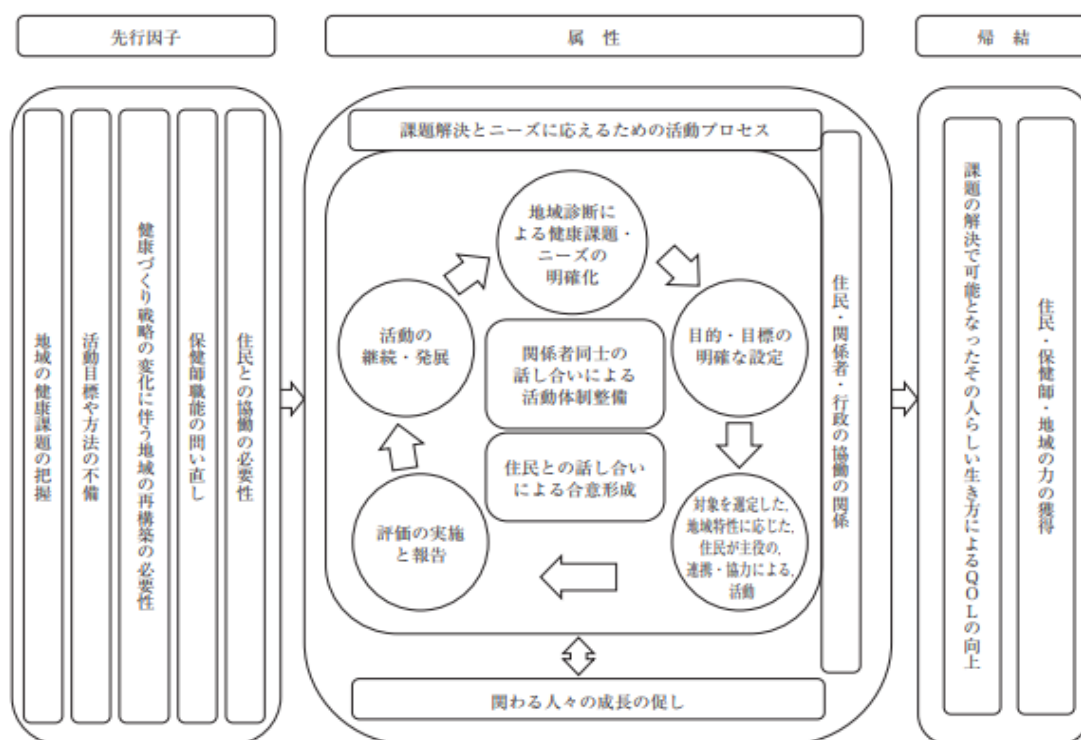 先行因子
属 性
帰 結
地域の健康課題の把握
活動目標や方法の不備
健康づくり戦略の変化に伴う地域の再構築の必要性
保健師職能の問い直し
住民との協働の必要性
課題解決とニーズに応えるための活動プロセス
地域診断に
よる健康課題・
ニーズの
明確化
目的・目標の
明確な設定
対象を選定した,
地域特性に応じた,
住民が主役の,
連携・協力による,
活動
評価の実施
と報告
活動の
継続・発展
関係者同士の
話し合いによる
活動体制整備
住民との話し合い
による合意形成
住民・関係者・行政の協働の関係
関わる人々の成長の促し
課題の解決で可能となったその人らしい生き方によるQOLの向上
住民・保健師・地域の力の獲得